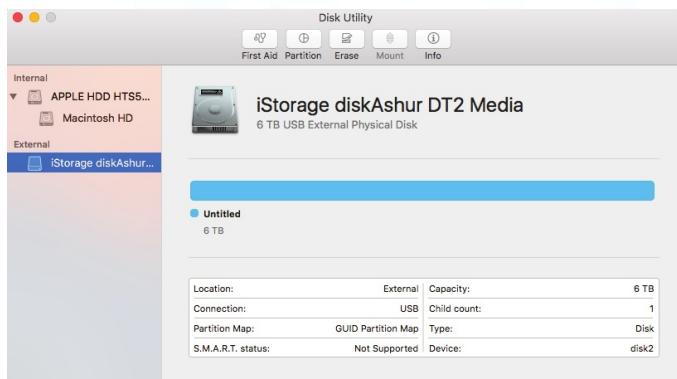 Disk Utility
First Aid Partition Erase Mount Info
Internal
APPLE HDD HTS5...
Macintosh HD
External
iStorage diskAshur...
iStorage diskAshur DT2 Media
6 TB USB External Physical Disk
Untitled
6 TB
Location: External Capacity: 6 TB
Connection: USB Child count: 1
Partition Map: GUID Partition Map Type: Disk
S.M.A.R.T. status: Not Supported Device: disk2